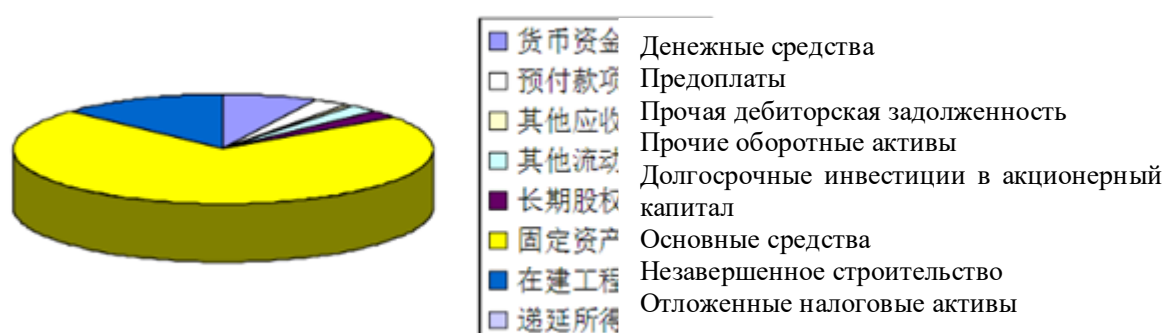 货币资金
预付款项
其他应收
其他流动
长期股权
固定资产
在建工程
递延所得
Денежные средства
Предоплаты
Прочая дебиторская задолженность
Прочие оборотные активы
Долгосрочные инвестиции в акционерный
капитал
Основные средства
Незавершенное строительство
Отложенные налоговые активы